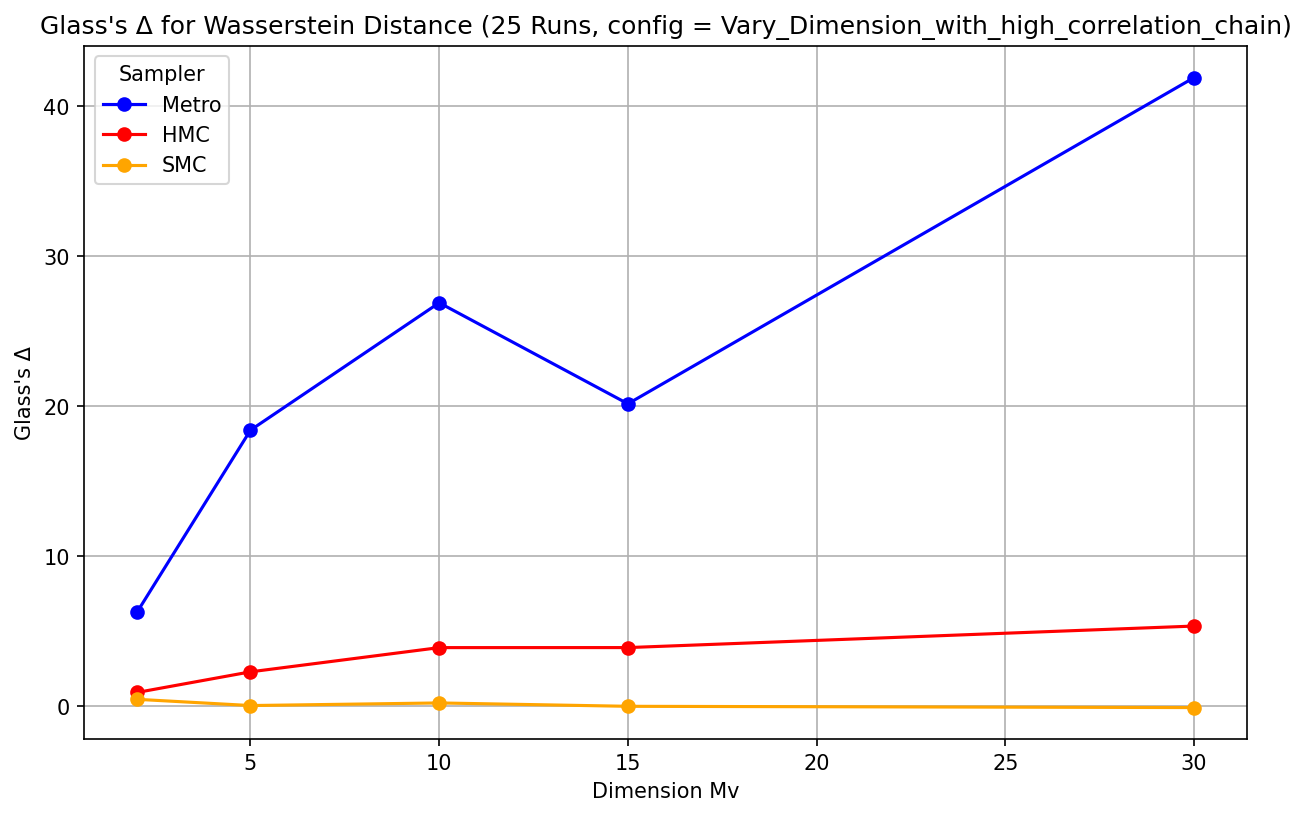 Glass's Δ for Wasserstein Distance (25 Runs, config = Vary_Dimension_with_high_correlation_chain)
Sampler
Metro
HMC
SMC
Glass's Δ
40
30
20
10
0
5 10 15 20 25 30
Dimension Mv